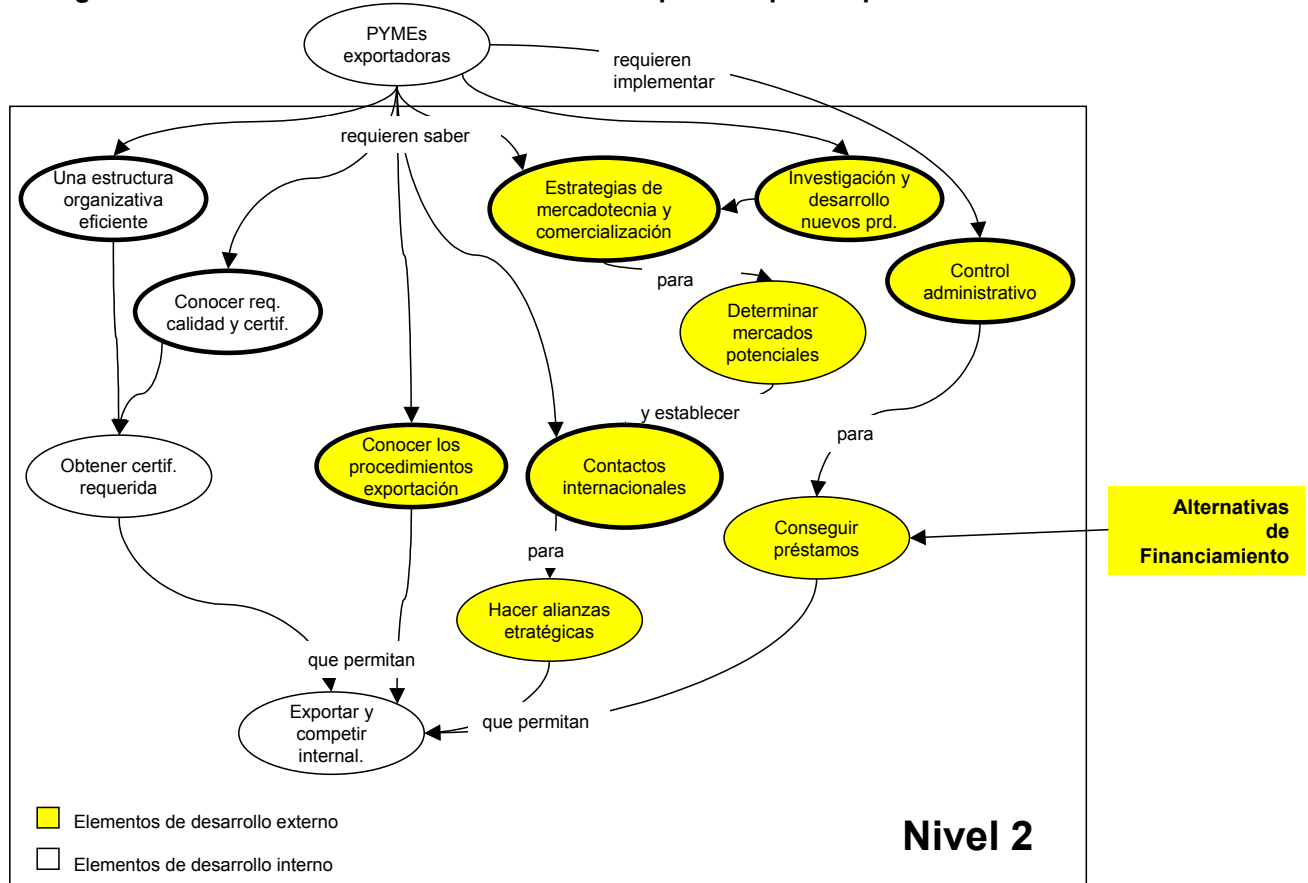 PYMEs
exportadoras
requieren
implementar
requieren saber
Una estructura
organizativa
eficiente
Estrategias de
mercadotecnia y
comercialización
Investigación y
desarrollo
nuevos prd.
Control
administrativo
Conocer req.
calidad y certif.
para
Determinar
mercados
potenciales
y establecer
para
Obtener certif.
requerida
Conocer los
procedimientos
exportación
Contactos
internacionales
Conseguir
préstamos
Alternativas
de
Financiamiento
para
Hacer alianzas
etratégicas
que permitan
Exportar y
competir
internal.
que permitan
Elementos de desarrollo externo
Elementos de desarrollo interno
Nivel 2